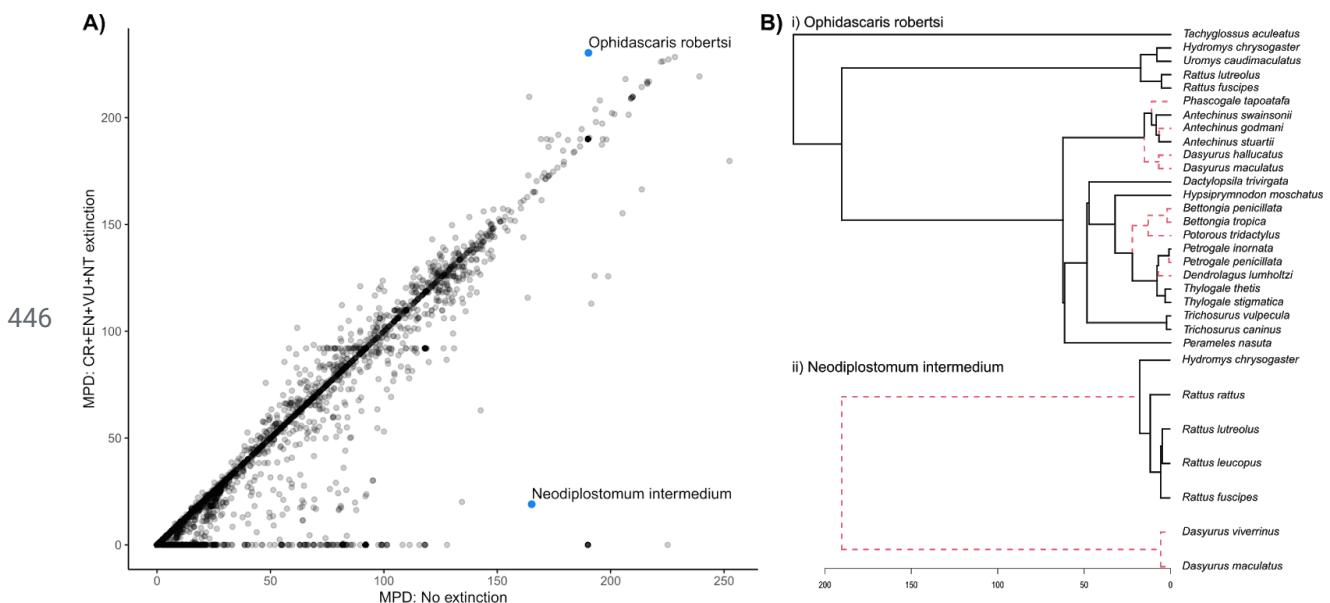 446
A)
Ophidascaris robertsi
Neodiplostomum intermedium
MPD: CR+EN+VU+NT extinction
200
150
100
50
0
0 50 100 150 200 250
MPD: No extinction
B) i) Ophidascaris robertsi
Tachyglossus aculeatus
Hydromys chrysogaster
Uromys caudimaculatus
Rattus lutreolus
Rattus fuscipes
Phascogale tapoatafa
Antechinus swainsonii
Antechinus godmani
Antechinus stuartii
Dasyurus hallucatus
Dasyurus maculatus
Dactylopsila trivirgata
Hypsiprymnodon moschatus
Bettongia penicillata
Bettongia tropica
Potorous tridactylus
Petrogale inornata
Petrogale penicillata
Dendrolagus lumholtzi
Thylogale thetis
Thylogale stigmatica
Trichosurus vulpecula
Trichosurus caninus
Perameles nasuta
ii) Neodiplostomum intermedium
Hydromys chrysogaster
Rattus rattus
Rattus lutreolus
Rattus leucopus
Rattus fuscipes
Dasyurus viverrinus
Dasyurus maculatus
200 150 100 50 0